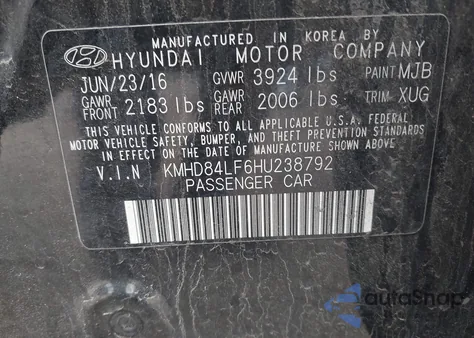 MANUFACTURED IN KOREA BY
HYUNDAI MOTOR COMPANY
JUN/23/16 GVWR 3924 lbs PAINT MJB
GAWR FRONT 2183 lbs GAWR REAR 2006 lbs TRIM XUG
THIS VEHICLE CONFORMS TO ALL APPLICABLE U.S.A. FEDERAL
MOTOR VEHICLE SAFETY, BUMPER, AND THEFT PREVENTION STANDARDS
IN EFFECT ON THE DATE OF MANUFACTURE SHOWN ABOVE.
V.I.N KMHD84LF6HU238792
PASSENGER CAR
autoSnap